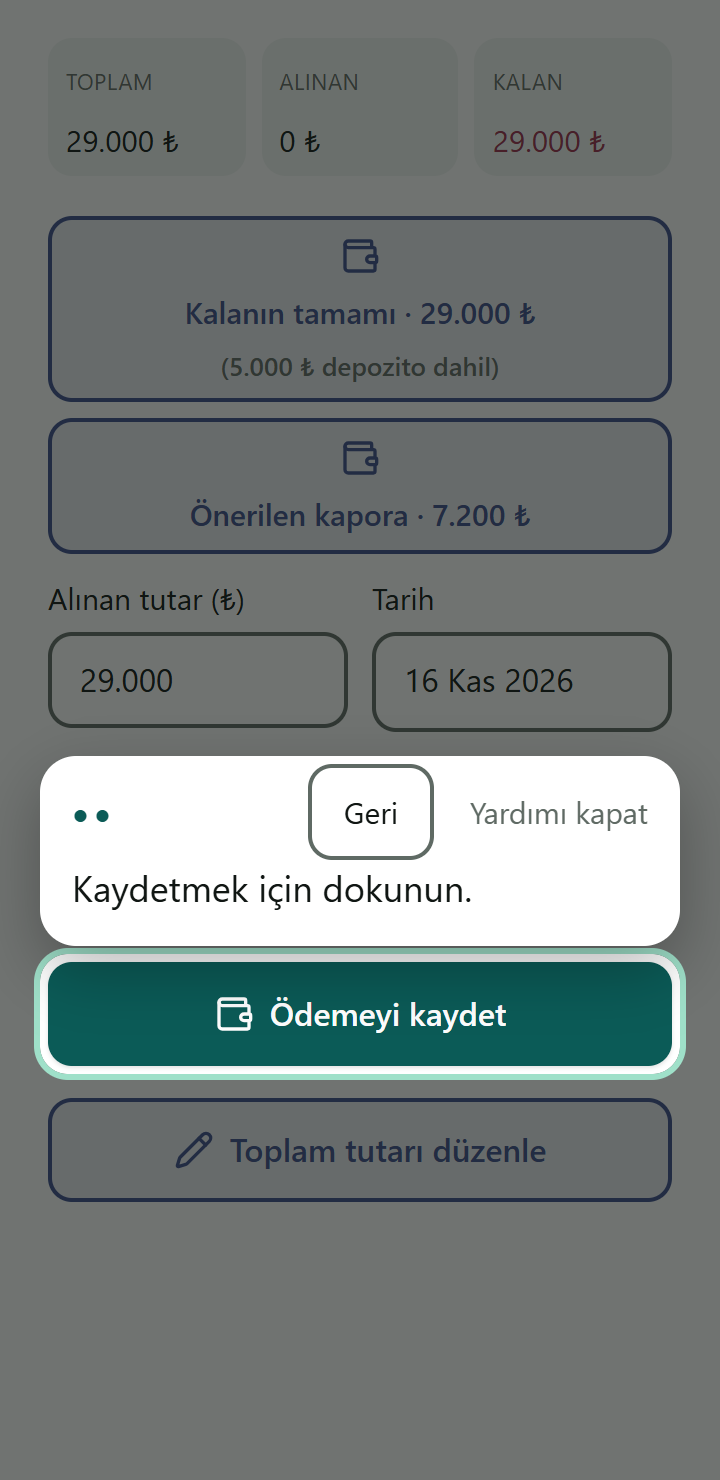 TOPLAM
ALINAN
KALAN
29.000 ₺
0 ₺
29.000 ₺
Kalanın tamamı · 29.000 ₺
(5.000 ₺ depozito dahil)
Önerilen kapora · 7.200 ₺
Alınan tutar (₺)
Tarih
29.000
16 Kas 2026
Geri
Yardımı kapat
Kaydetmek için dokunun.
Ödemeyi kaydet
Toplam tutarı düzenle